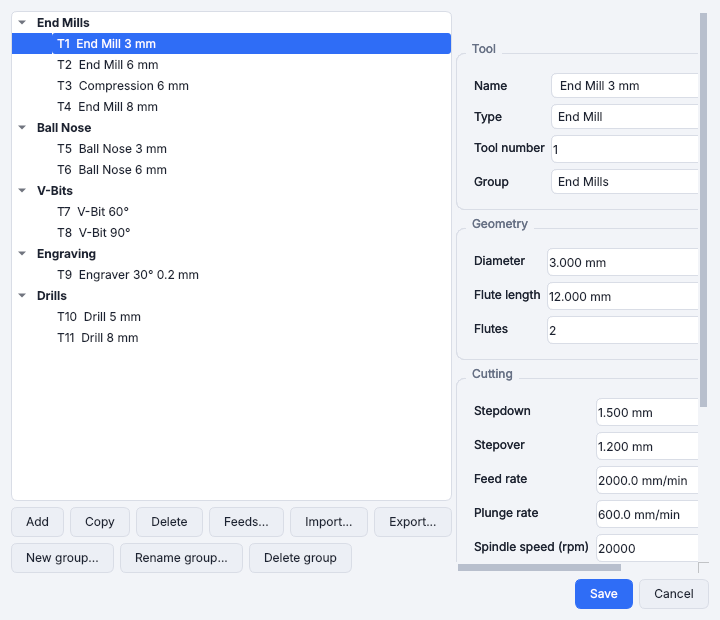 End Mills
T1 End Mill 3 mm
T2 End Mill 6 mm
T3 Compression 6 mm
T4 End Mill 8 mm
Ball Nose
T5 Ball Nose 3 mm
T6 Ball Nose 6 mm
V-Bits
T7 V-Bit 60°
T8 V-Bit 90°
Engraving
T9 Engraver 30° 0.2 mm
Drills
T10 Drill 5 mm
T11 Drill 8 mm
Add Copy Delete Feeds... Import... Export...
New group... Rename group... Delete group
Tool
Name End Mill 3 mm
Type End Mill
Tool number 1
Group End Mills
Geometry
Diameter 3.000 mm
Flute length 12.000 mm
Flutes 2
Cutting
Stepdown 1.500 mm
Stepover 1.200 mm
Feed rate 2000.0 mm/min
Plunge rate 600.0 mm/min
Spindle speed (rpm) 20000
Save Cancel